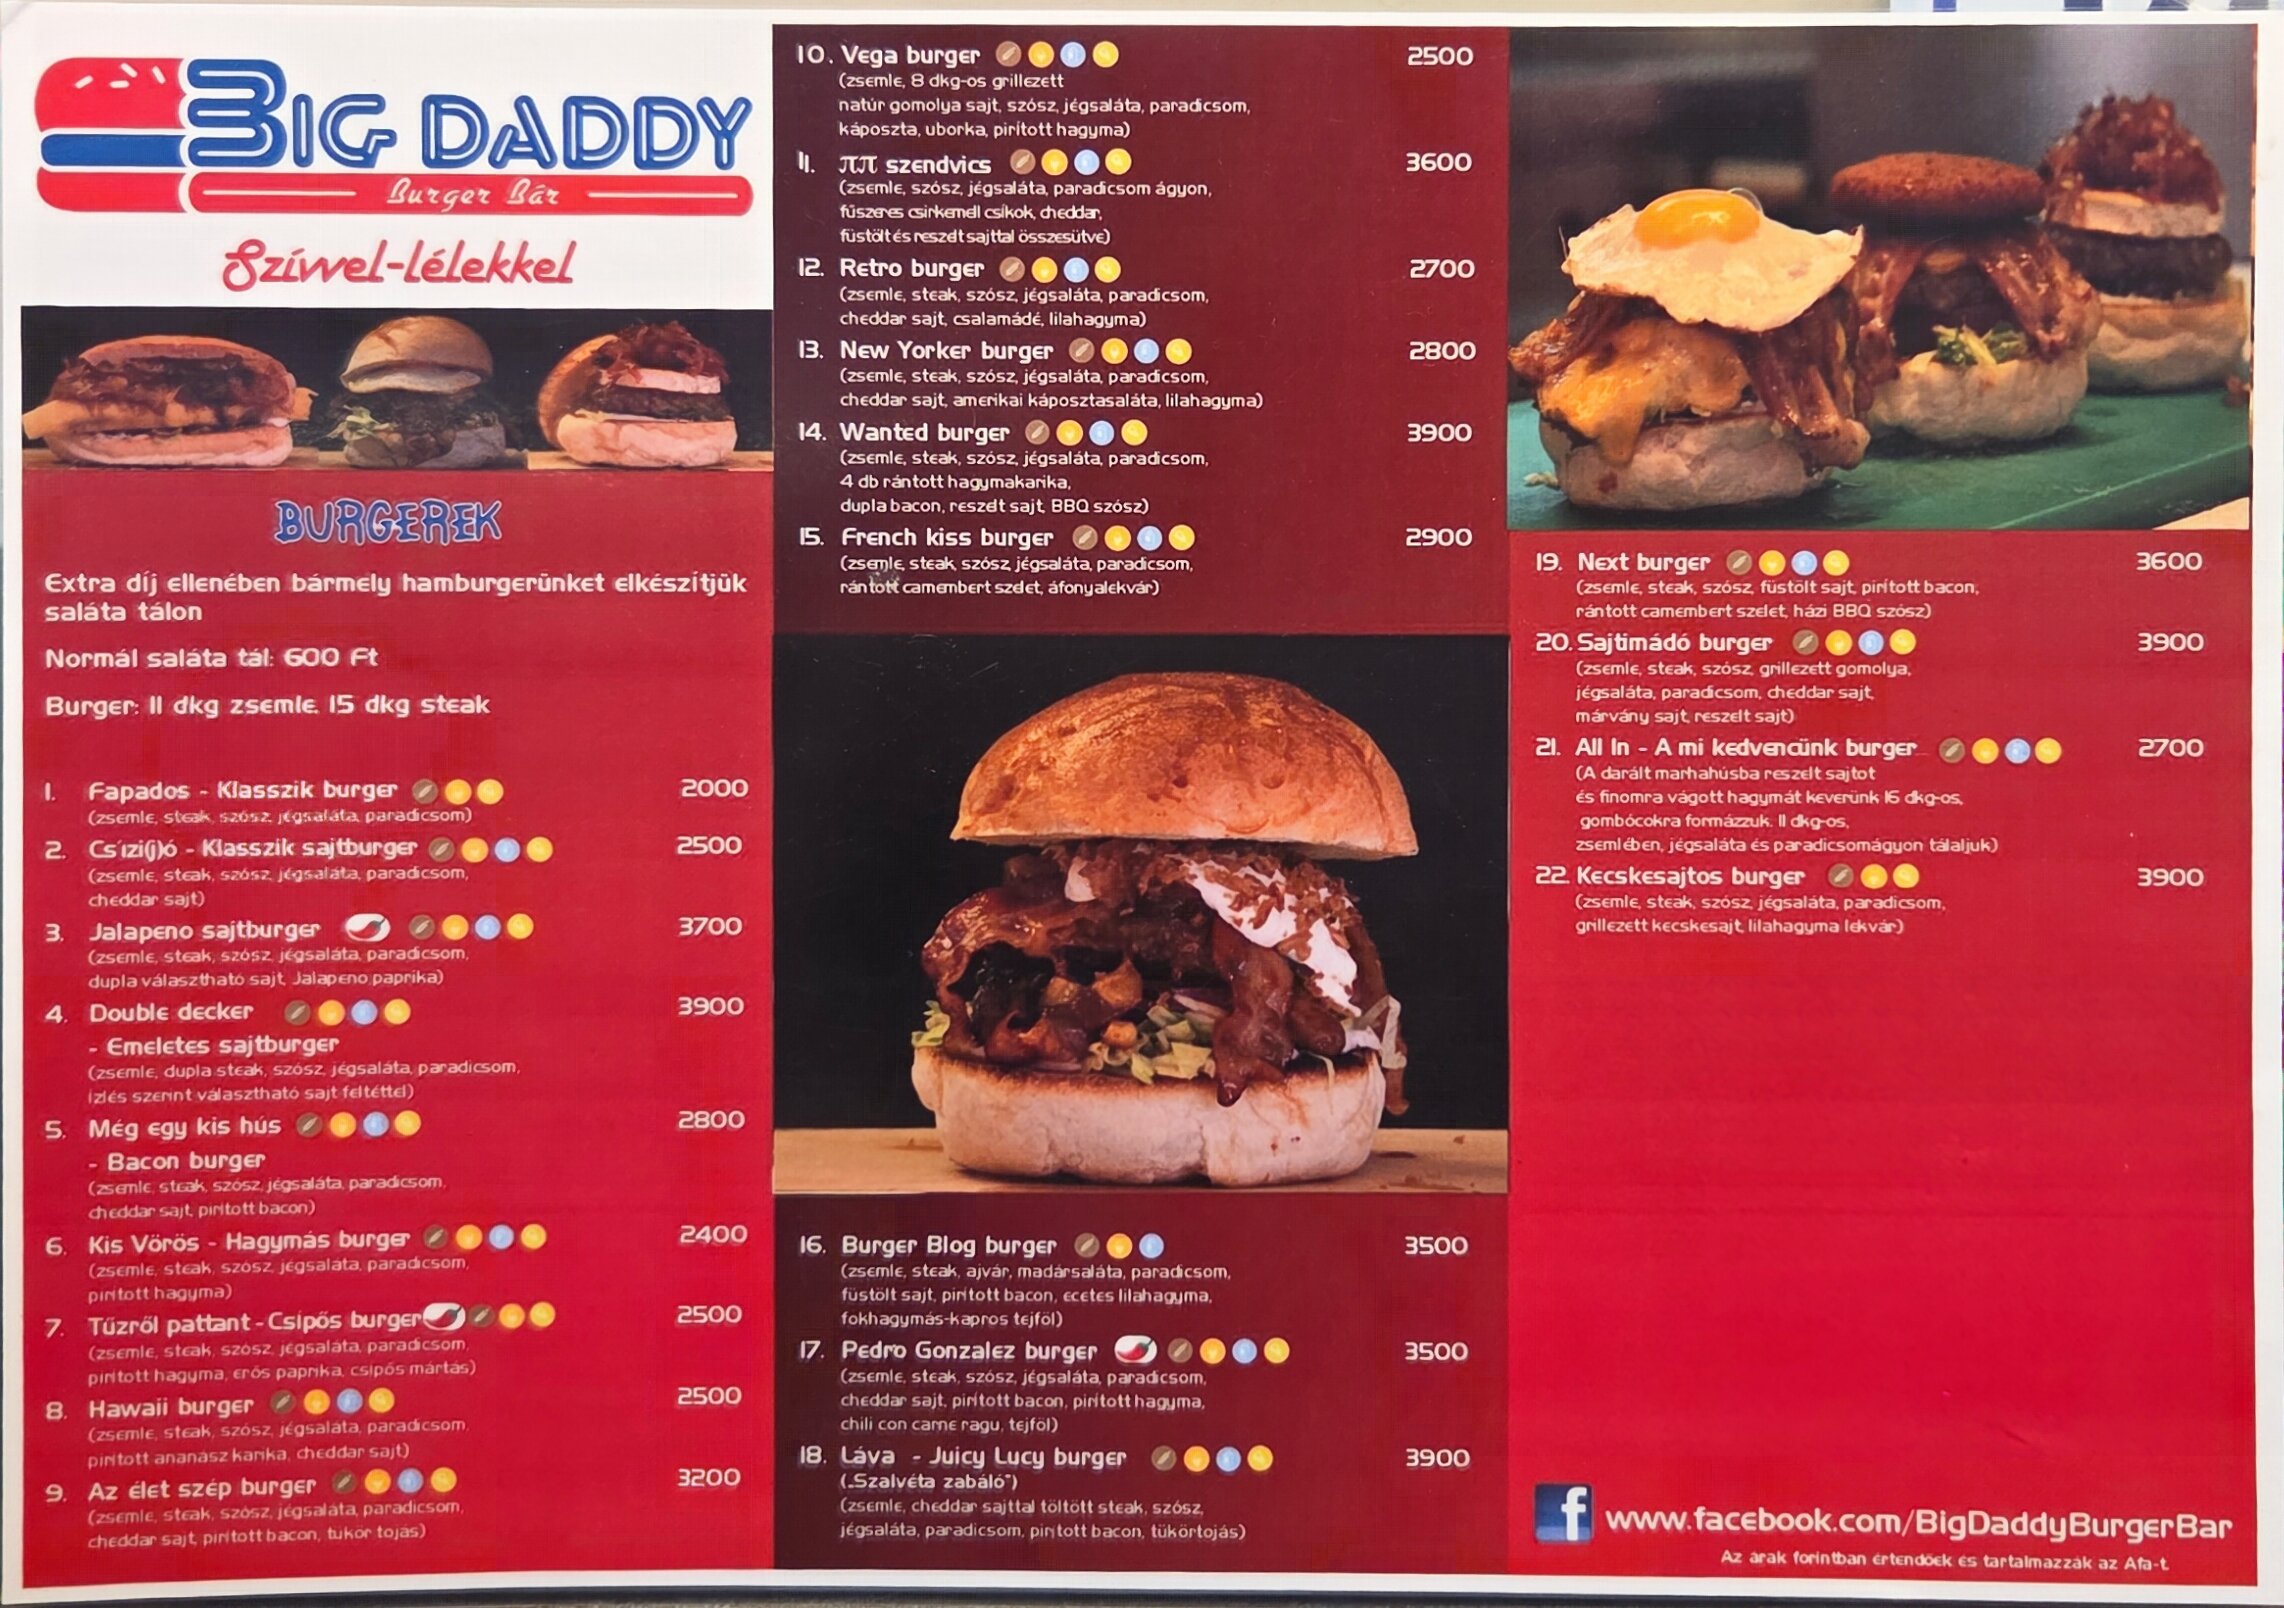 BIG DADDY
Burger Bár
Szívvel-lélekkel
BURGEREK
Extra díj ellenében bármely hamburgerünket elkészítjük
saláta tálon
Normál saláta tál: 600 Ft
Burger: 11 dkg zsemle. 15 dkg steak
1. Fapados - Klasszik burger 2000
(zsemle, steak, szósz, jégsaláta, paradicsom)
2. Csízi(j)ó - Klasszik sajtburger 2500
(zsemle, steak, szósz, jégsaláta, paradicsom,
cheddar sajt)
3. Jalapeno sajtburger 3700
(zsemle, steak, szósz, jégsaláta, paradicsom,
dupla választható sajt, Jalapeno paprika)
4. Double decker 3900
- Emeletes sajtburger
(zsemle, dupla steak, szósz, jégsaláta, paradicsom,
ízlés szerint választható sajt feltéttel)
5. Még egy kis hús 2800
- Bacon burger
(zsemle, steak, szósz, jégsaláta, paradicsom,
cheddar sajt, pirított bacon)
6. Kis Vörös - Hagymás burger 2400
(zsemle, steak, szósz, jégsaláta, paradicsom,
pirított hagyma)
7. Tűzről pattant - Csípős burger 2500
(zsemle, steak, szósz, jégsaláta, paradicsom,
pirított hagyma, erős paprika, csípős mártás)
8. Hawaii burger 2500
(zsemle, steak, szósz, jégsaláta, paradicsom,
pirított ananász karika, cheddar sajt)
9. Az élet szép burger 3200
(zsemle, steak, szósz, jégsaláta, paradicsom,
cheddar sajt, pirított bacon, tükör tojás)
10. Vega burger 2500
(zsemle, 8 dkg-os grillezett
natúr gomolya sajt, szósz, jégsaláta, paradicsom,
káposzta, uborka, pirított hagyma)
11. ππ szendvics 3600
(zsemle, szósz, jégsaláta, paradicsom ágyon,
fűszeres csirkemell csíkok, cheddar,
füstölt és reszelt sajttal összesütve)
12. Retro burger 2700
(zsemle, steak, szósz, jégsaláta, paradicsom,
cheddar sajt, csalamádé, lilahagyma)
13. New Yorker burger 2800
(zsemle, steak, szósz, jégsaláta, paradicsom,
cheddar sajt, amerikai káposztasaláta, lilahagyma)
14. Wanted burger 3900
(zsemle, steak, szósz, jégsaláta, paradicsom,
4 db rántott hagymakarika,
dupla bacon, reszelt sajt, BBQ szósz)
15. French kiss burger 2900
(zsemle, steak, szósz, jégsaláta, paradicsom,
rántott camembert szelet, áfonyalekvár)
16. Burger Blog burger 3500
(zsemle, steak, ajvár, madársaláta, paradicsom,
füstölt sajt, pirított bacon, ecetes lilahagyma,
fokhagymás-kapros tejföl)
17. Pedro Gonzalez burger 3500
(zsemle, steak, szósz, jégsaláta, paradicsom,
cheddar sajt, pirított bacon, pirított hagyma,
chili con carne ragu, tejföl)
18. Láva - Juicy Lucy burger 3900
(„Szalvéta zabáló")
(zsemle, cheddar sajttal töltött steak, szósz,
jégsaláta, paradicsom, pirított bacon, tükörtojás)
19. Next burger 3600
(zsemle, steak, szósz, füstölt sajt, pirított bacon,
rántott camembert szelet, házi BBQ szósz)
20. Sajtimádó burger 3900
(zsemle, steak, szósz, grillezett gomolya,
jégsaláta, paradicsom, cheddar sajt,
márvány sajt, reszelt sajt)
21. All In - A mi kedvencünk burger 2700
(A darált marhahúsba reszelt sajtot
és finomra vágott hagymát keverünk 16 dkg-os,
gombócokra formázzuk. 11 dkg-os,
zsemlében, jégsaláta és paradicsomágyon tálaljuk)
22. Kecskesajtos burger 3900
(zsemle, steak, szósz, jégsaláta, paradicsom,
grillezett kecskesajt, lilahagyma lekvár)
f www.facebook.com/BigDaddyBurgerBar
Az árak forintban értendőek és tartalmazzák az Áfa-t.